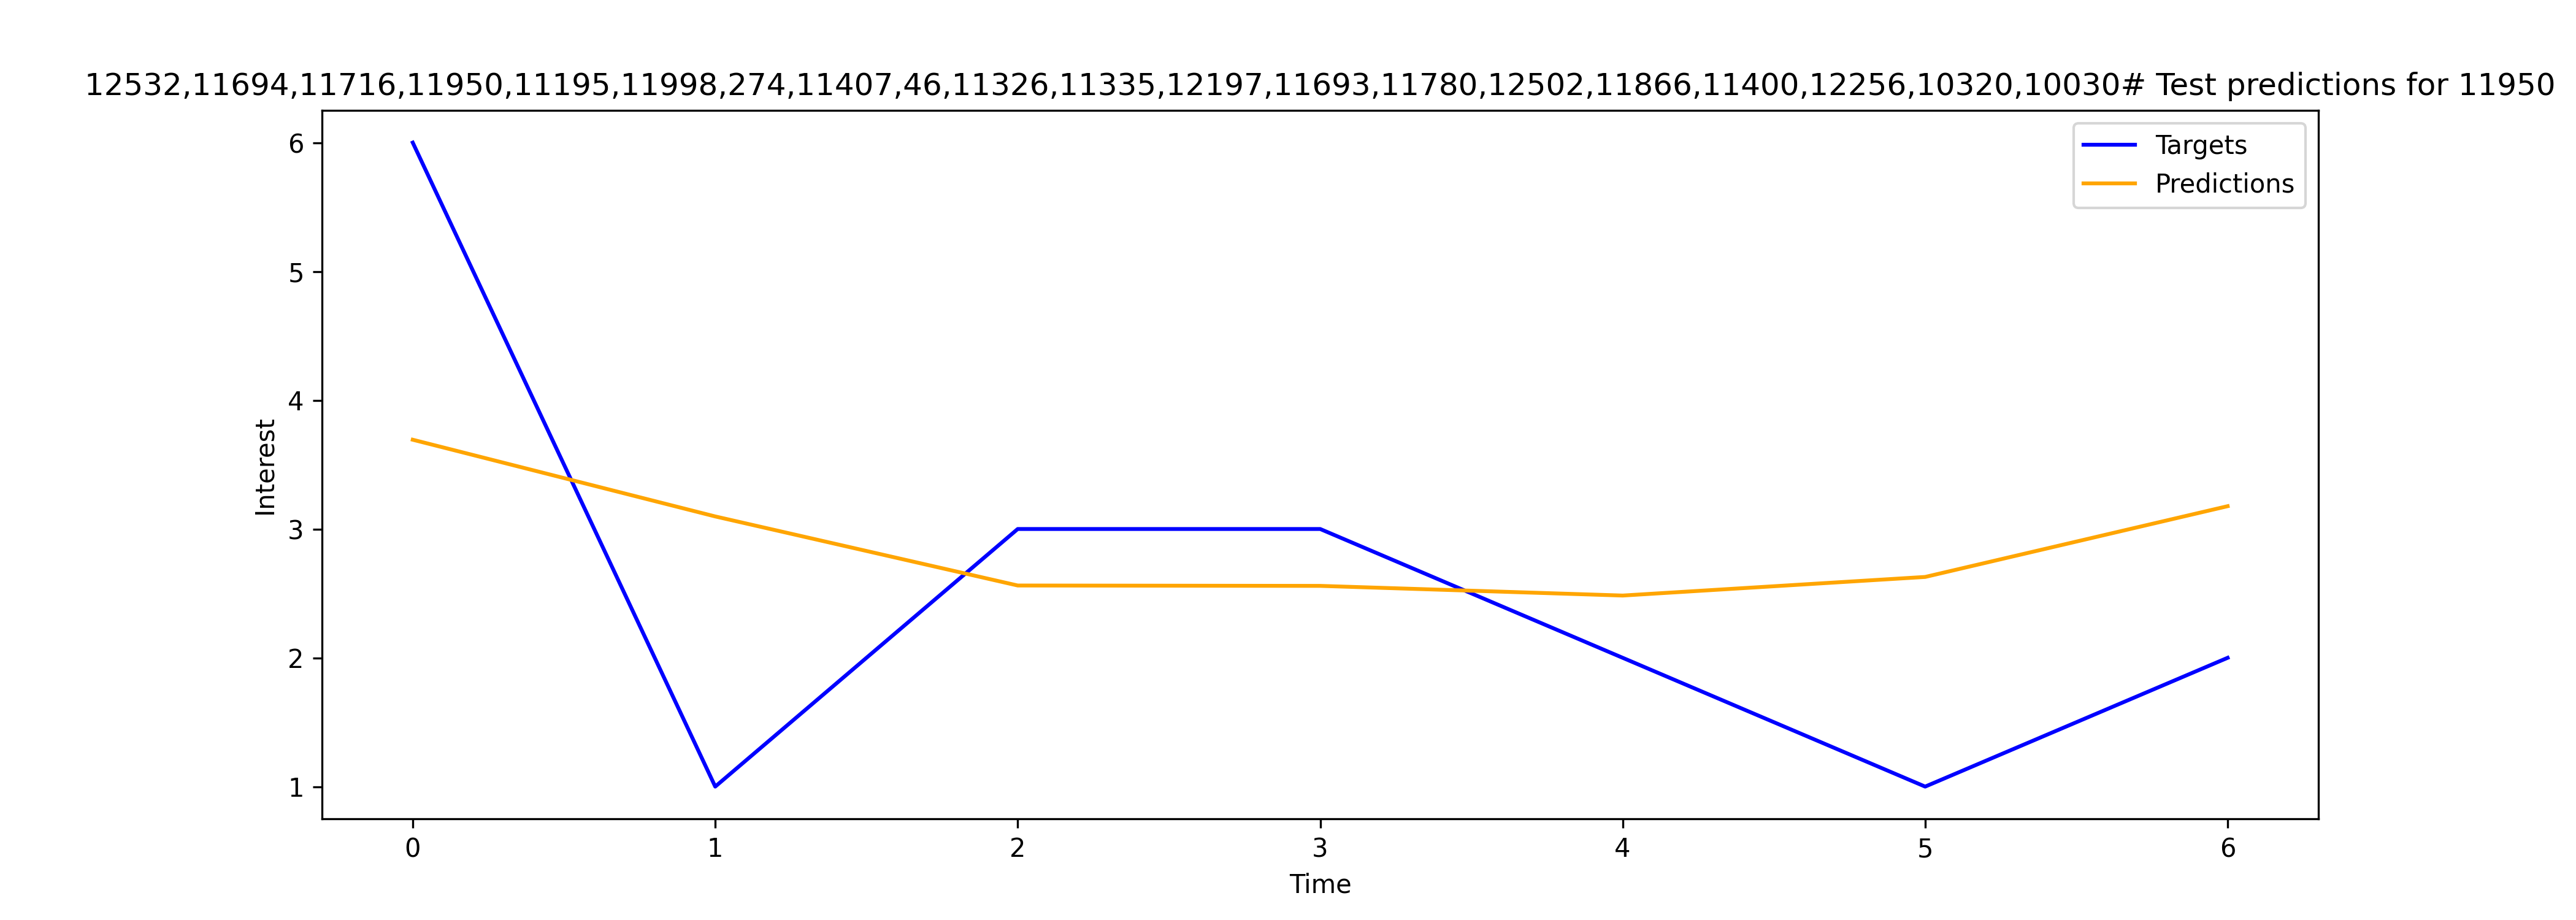 12532,11694,11716,11950,11195,11998,274,11407,46,11326,11335,12197,11693,11780,12502,11866,11400,12256,10320,10030# Test predictions for 11950
Targets
Predictions
6
5
4
3
2
1
Interest
0 1 2 3 4 5 6
Time